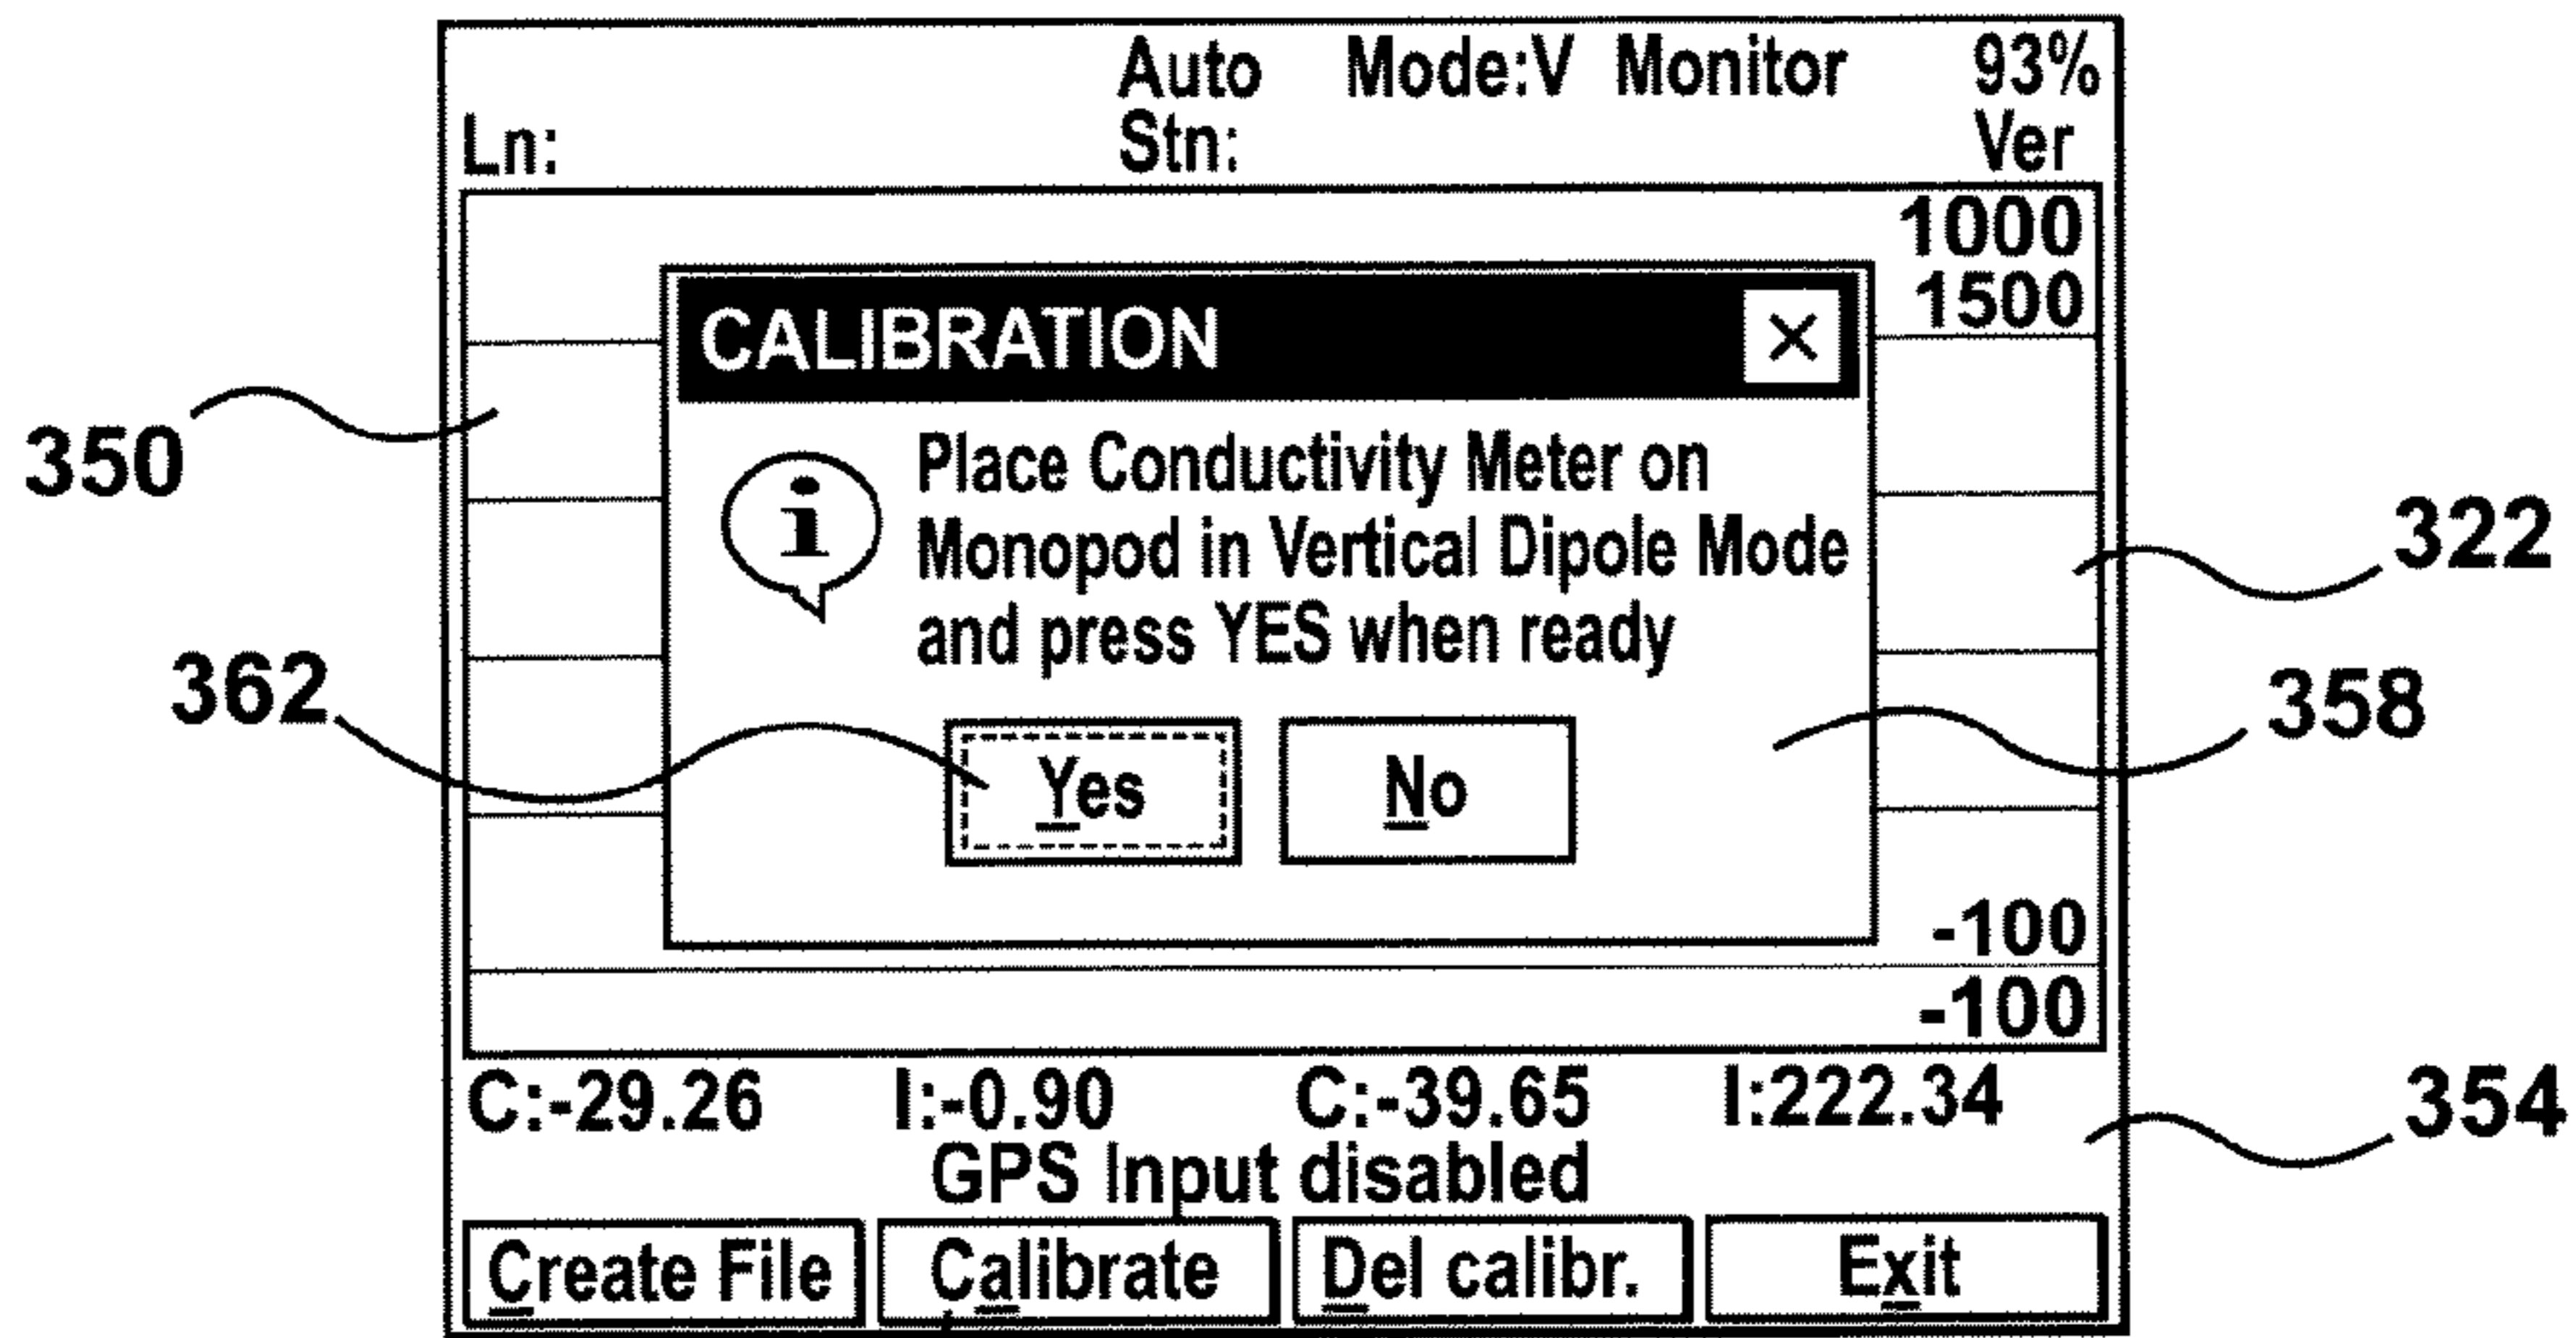 Auto Mode:V Monitor 93%
Ln: Stn: Ver
1000
1500
CALIBRATION ×
350
i
Place Conductivity Meter on
Monopod in Vertical Dipole Mode
and press YES when ready
322
362
358
Yes No
-100
-100
C:-29.26 I:-0.90 C:-39.65 I:222.34
354
GPS Input disabled
Create File Calibrate Del calibr. Exit